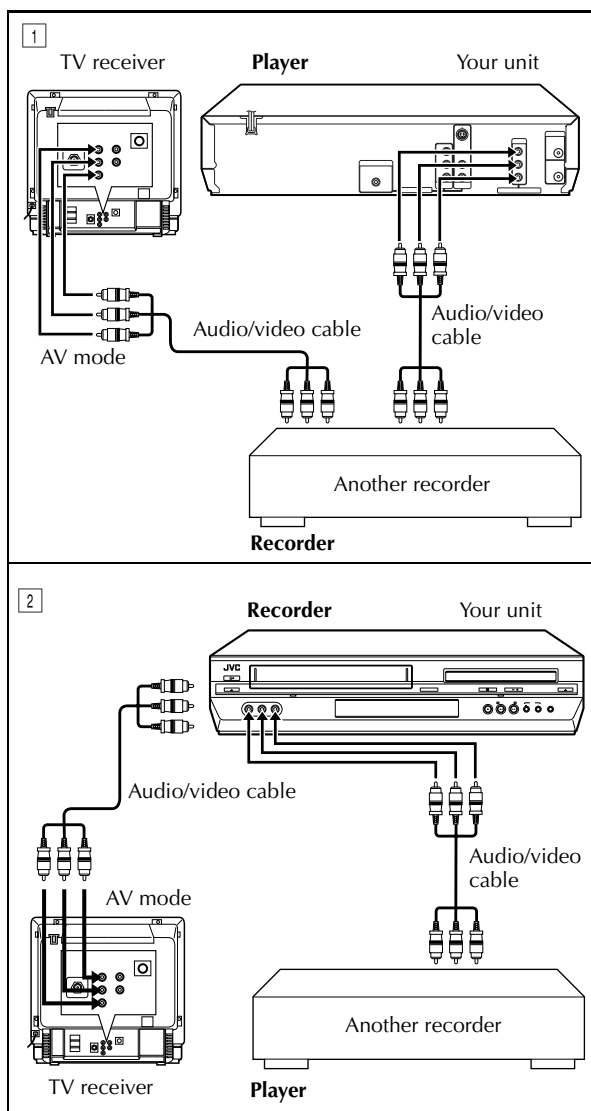 1
TV receiver
Player
Your unit
Audio/video cable
Audio/video
cable
AV mode
Another recorder
Recorder
2
Recorder
Your unit
JVC
Audio/video cable
Audio/video
cable
AV mode
Another recorder
TV receiver
Player